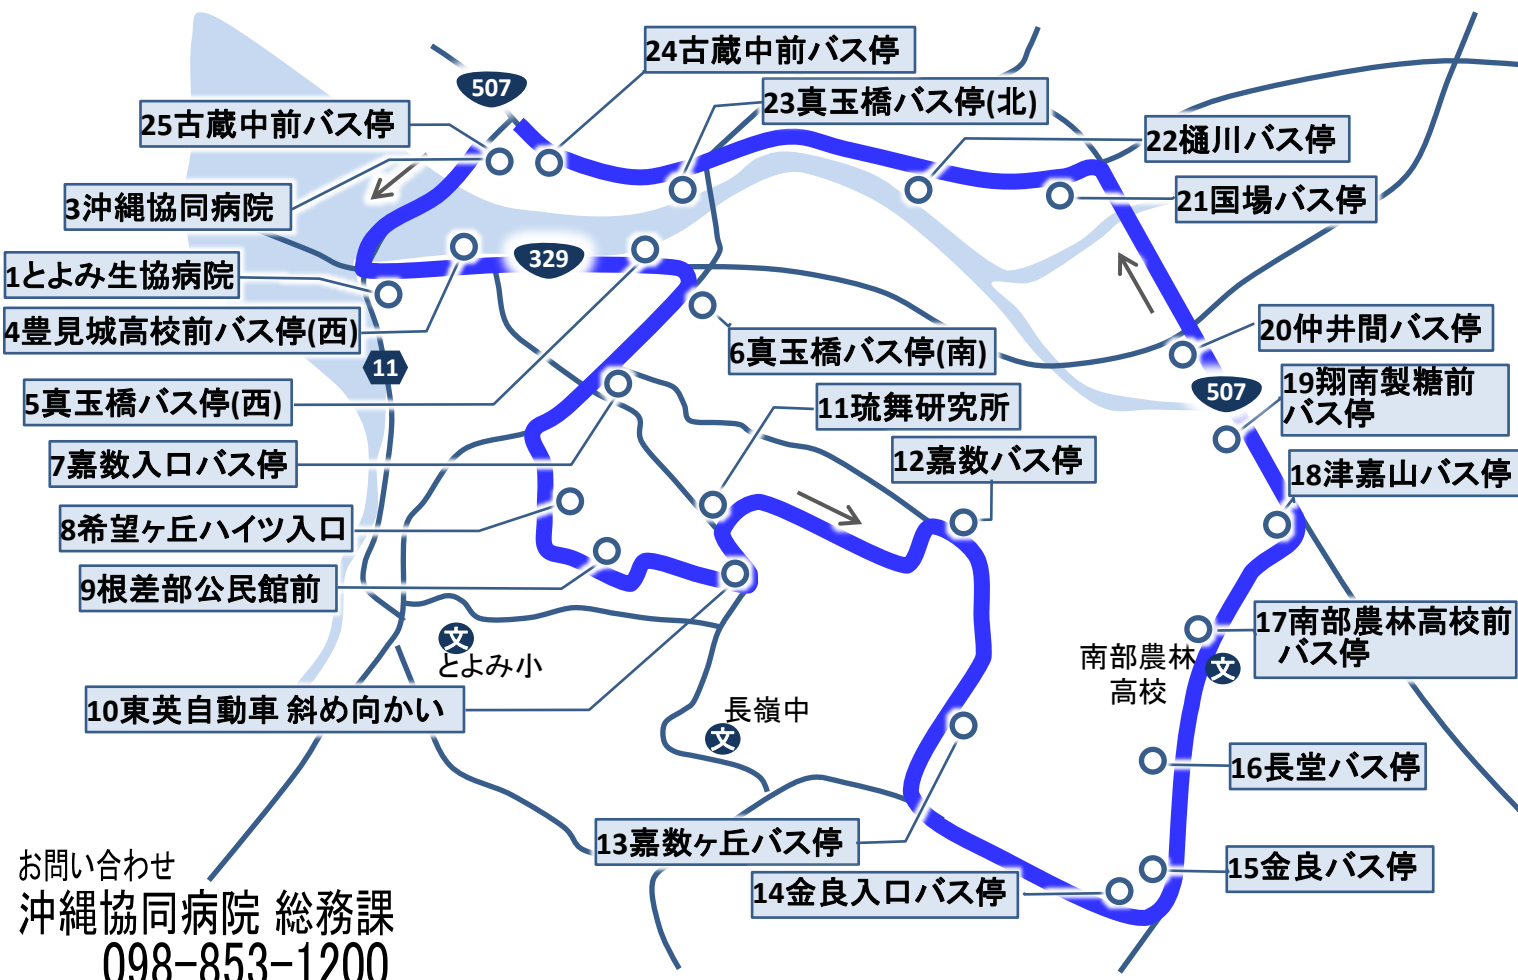 24古蔵中前バス停
507
23真玉橋バス停(北)
25古蔵中前バス停
22樋川バス停
3沖縄協同病院
21国場バス停
329
1とよみ生協病院
4豊見城高校前バス停(西)
20仲井間バス停
6真玉橋バス停(南)
11
19翔南製糖前
バス停
507
5真玉橋バス停(西)
11琉舞研究所
12嘉数バス停
7嘉数入口バス停
18津嘉山バス停
8希望ヶ丘ハイツ入口
9根差部公民館前
17南部農林高校前
バス停
文
とよみ小
南部農林
高校
文
10東英自動車 斜め向かい
長嶺中
文
16長堂バス停
13嘉数ヶ丘バス停
15金良バス停
14金良入口バス停
お問い合わせ
沖縄協同病院 総務課
098-853-1200